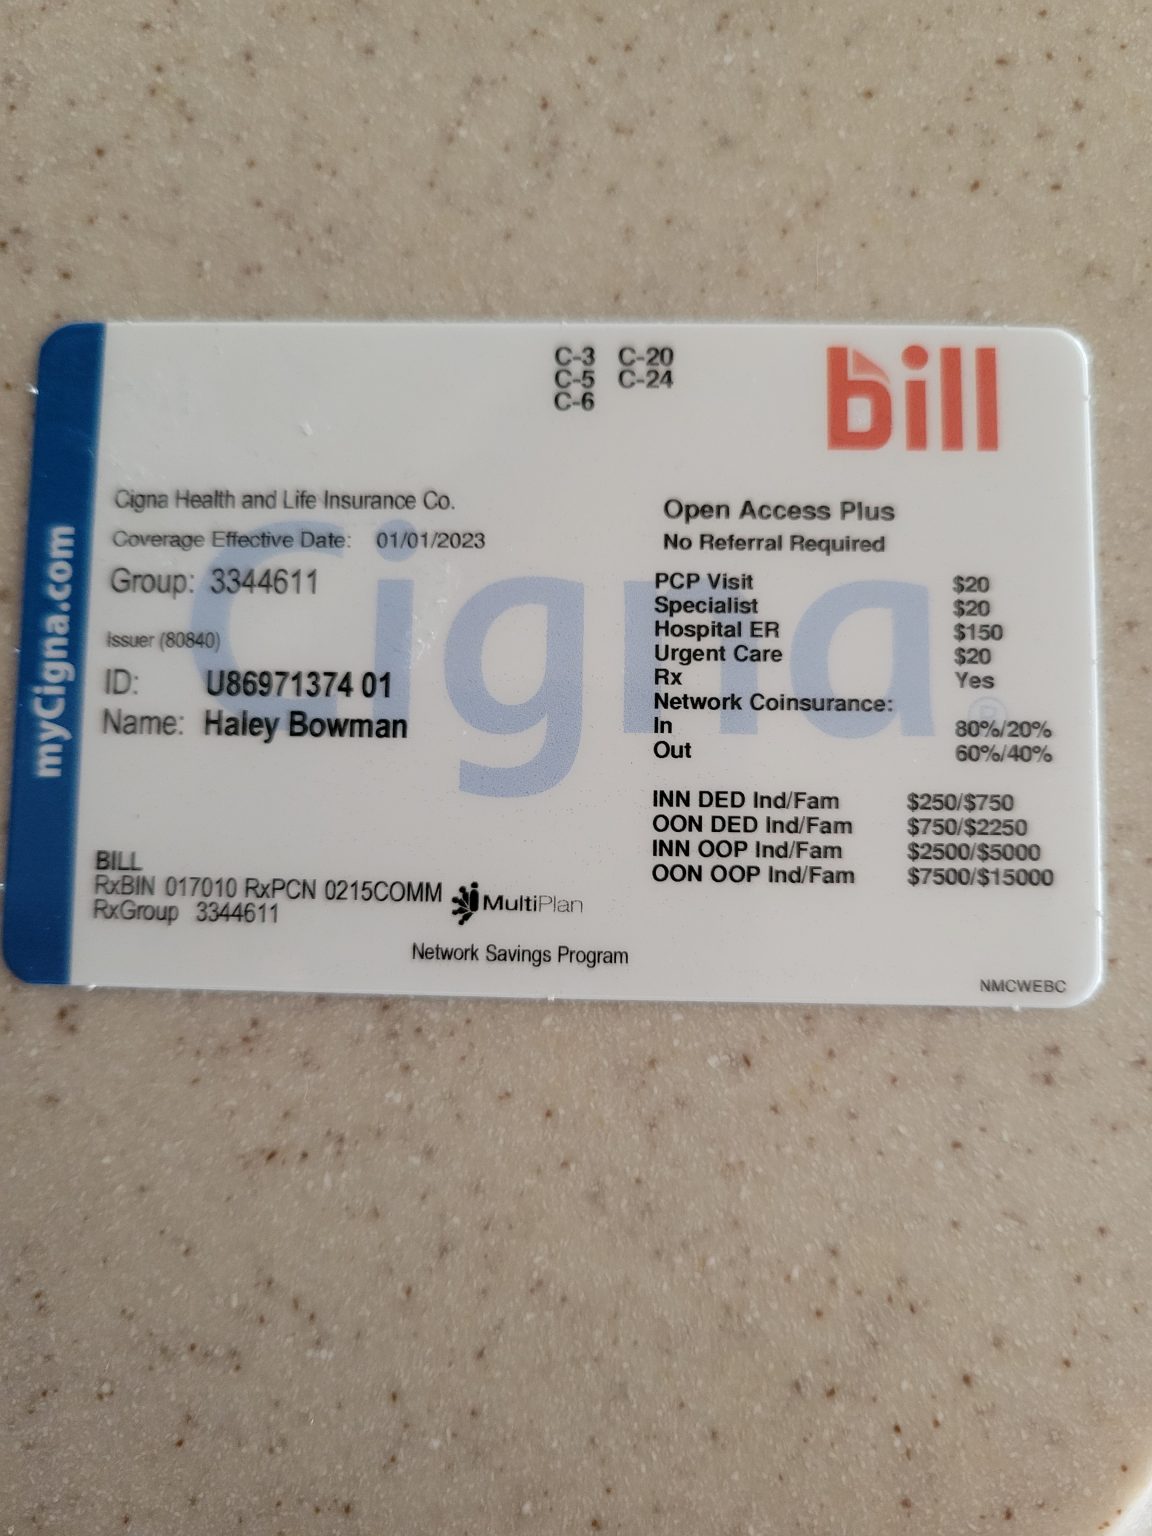 C-3 C-20
C-5 C-24
C-6
bill
myCigna.com
Cigna
Cigna Health and Life Insurance Co.
Coverage Effective Date: 01/01/2023
Group: 3344611
Issuer (80840)
ID: U86971374 01
Name: Haley Bowman
BILL
RxBIN 017010 RxPCN 0215COMM
RxGroup 3344611
MultiPlan
Network Savings Program
Open Access Plus
No Referral Required
PCP Visit $20
Specialist $20
Hospital ER $150
Urgent Care $20
Rx Yes
Network Coinsurance:
In 80%/20%
Out 60%/40%
INN DED Ind/Fam $250/$750
OON DED Ind/Fam $750/$2250
INN OOP Ind/Fam $2500/$5000
OON OOP Ind/Fam $7500/$15000
NMCWEBC